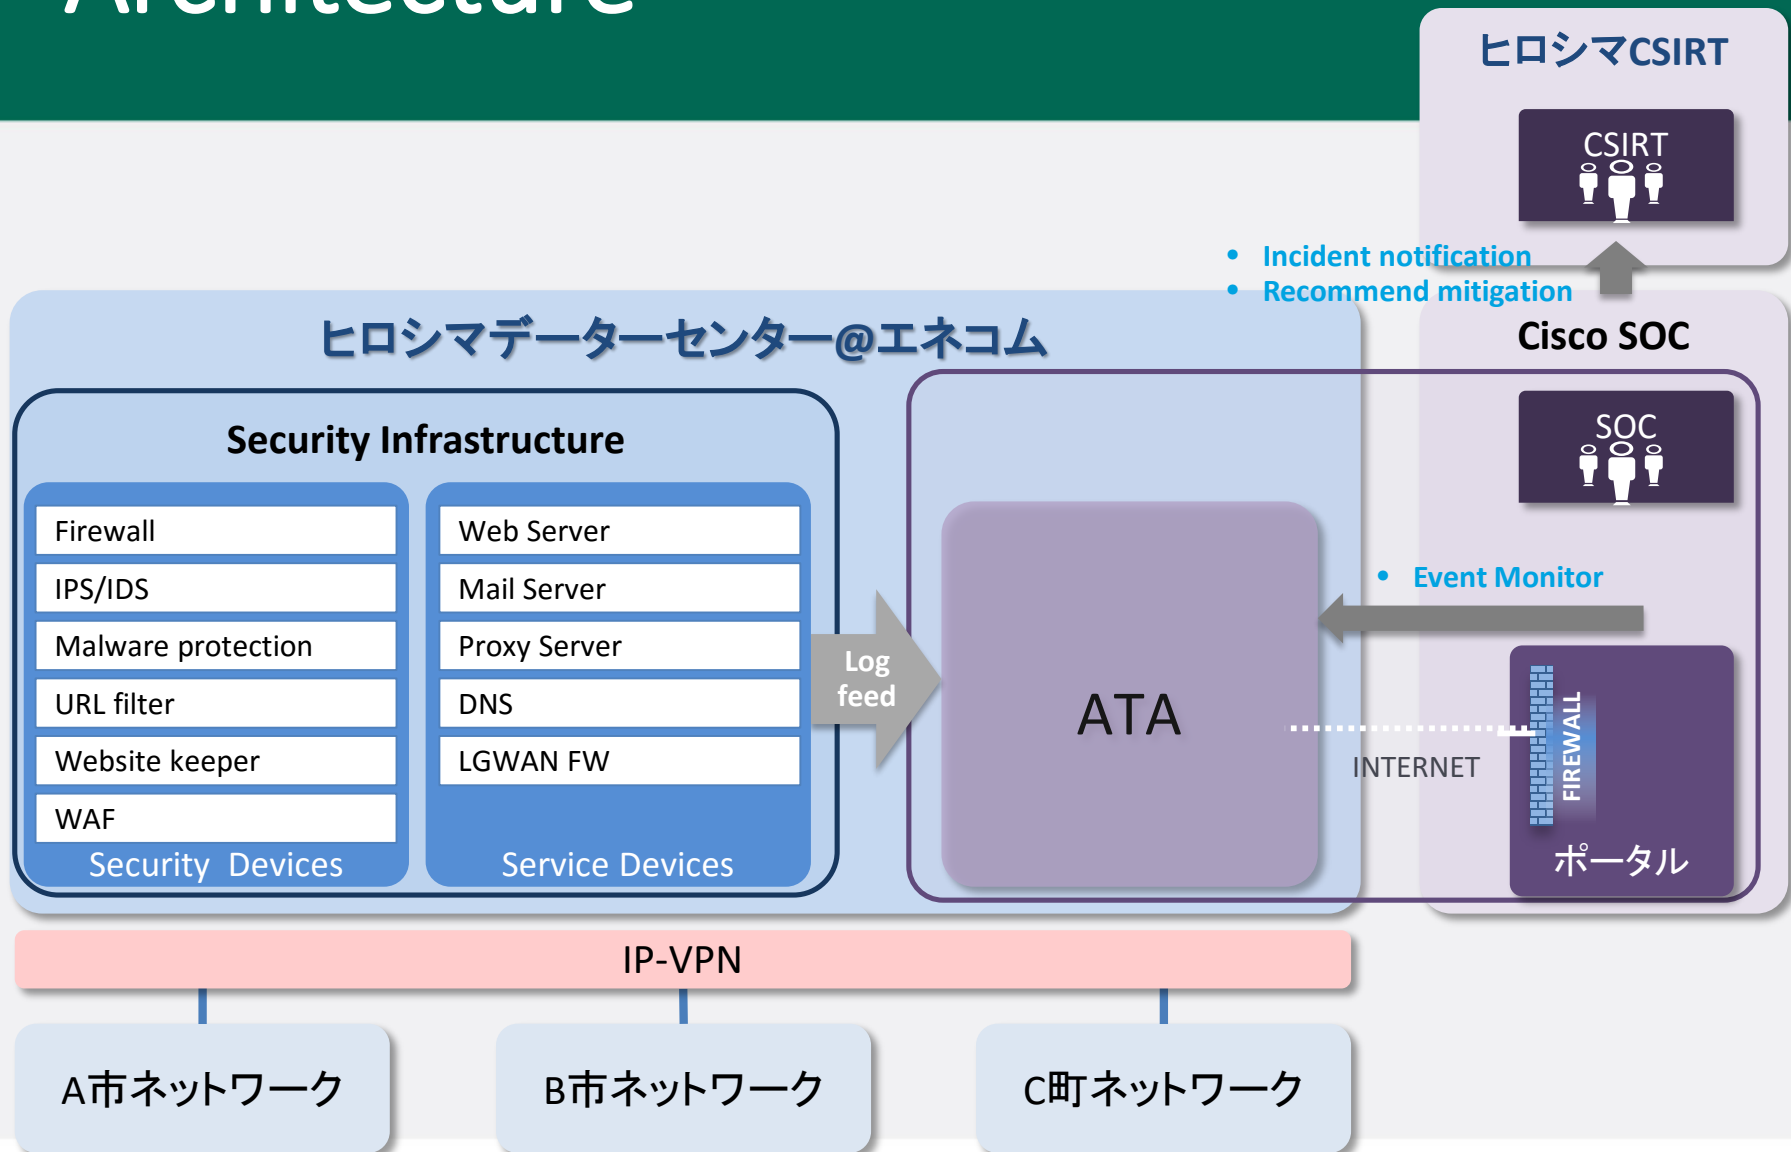 Architecture
ヒロシマCSIRT
CSIRT
• Incident notification
• Recommend mitigation
ヒロシマデーターセンター@エネコム
Cisco SOC
Security Infrastructure
SOC
Firewall
IPS/IDS
Malware protection
URL filter
Website keeper
WAF
Security Devices
Web Server
Mail Server
Proxy Server
DNS
LGWAN FW
Service Devices
Log
feed
ATA
• Event Monitor
INTERNET
FIREWALL
ポータル
IP-VPN
A市ネットワーク
B市ネットワーク
C町ネットワーク